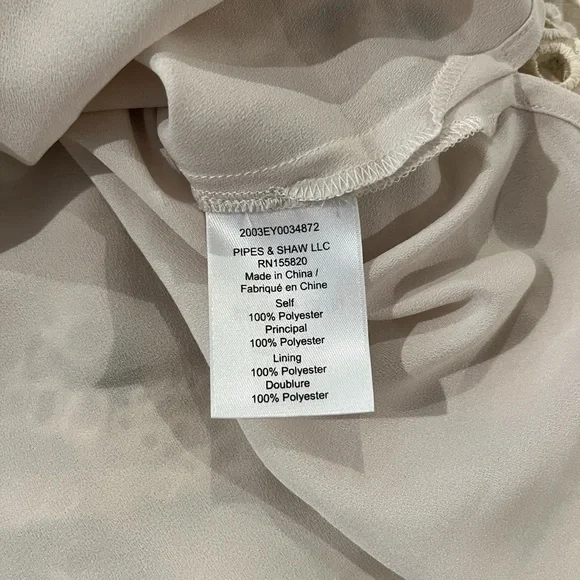 2003EY0034872
PIPES & SHAW LLC
RN155820
Made in China /
Fabriqué en Chine
Self
100% Polyester
Principal
100% Polyester
Lining
100% Polyester
Doublure
100% Polyester